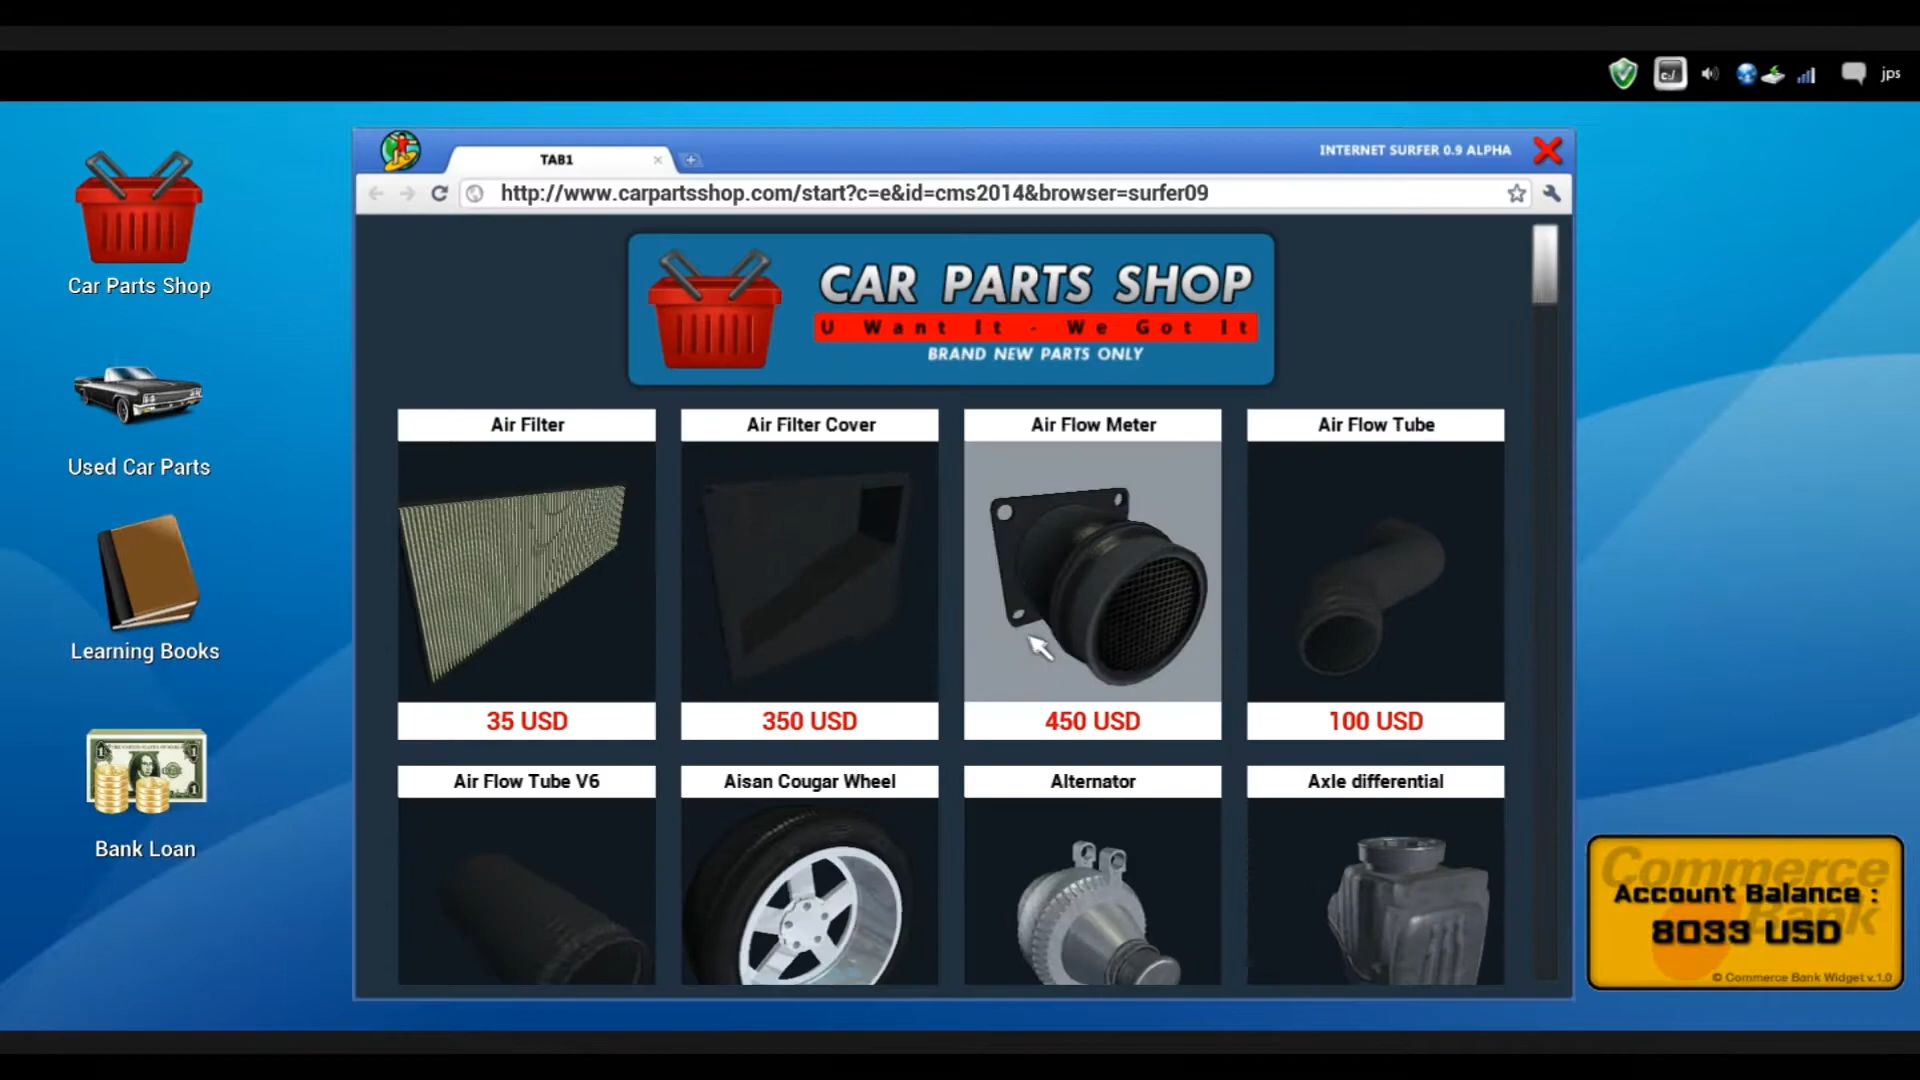 jps
TAB1
INTERNET SURFER 0.9 ALPHA
http://www.carpartsshop.com/start?c=e&id=cms2014&browser=surfer09
Car Parts Shop
Used Car Parts
Learning Books
Bank Loan
CAR PARTS SHOP
U Want It - We Got It
BRAND NEW PARTS ONLY
Air Filter
Air Filter Cover
Air Flow Meter
Air Flow Tube
35 USD
350 USD
450 USD
100 USD
Air Flow Tube V6
Aisan Cougar Wheel
Alternator
Axle differential
Commerce Bank
Account Balance :
8033 USD
© Commerce Bank Widget v.1.0